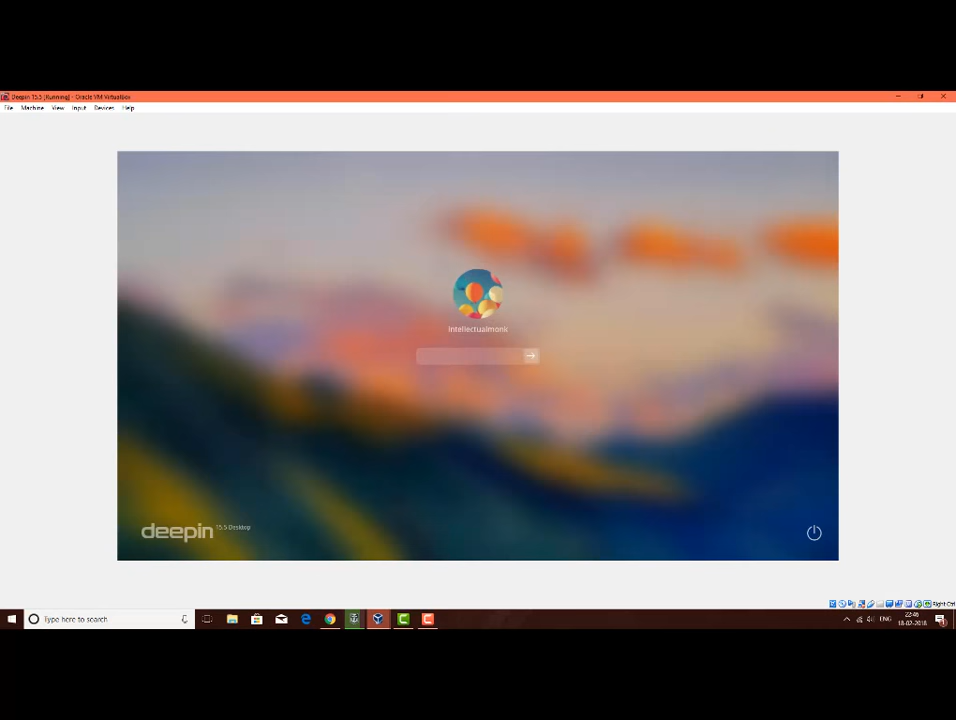 Deepin 15.5 [Running] - Oracle VM VirtualBox
File Machine View Input Devices Help
Intellectualmonk
deepin 15.5 Desktop
Right Ctrl
Type here to search
ENG
22:46
18-02-2018